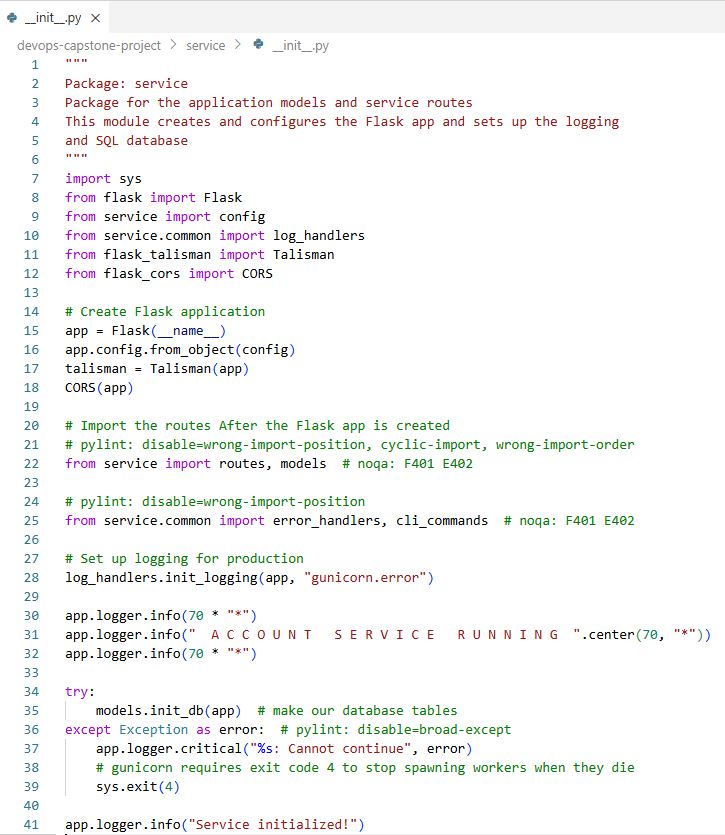 __init__.py ×
devops-capstone-project > service > __init__.py
1 """
2 Package: service
3 Package for the application models and service routes
4 This module creates and configures the Flask app and sets up the logging
5 and SQL database
6 """
7 import sys
8 from flask import Flask
9 from service import config
10 from service.common import log_handlers
11 from flask_talisman import Talisman
12 from flask_cors import CORS
13
14 # Create Flask application
15 app = Flask(__name__)
16 app.config.from_object(config)
17 talisman = Talisman(app)
18 CORS(app)
19
20 # Import the routes After the Flask app is created
21 # pylint: disable=wrong-import-position, cyclic-import, wrong-import-order
22 from service import routes, models  # noqa: F401 E402
23
24 # pylint: disable=wrong-import-position
25 from service.common import error_handlers, cli_commands  # noqa: F401 E402
26
27 # Set up logging for production
28 log_handlers.init_logging(app, "gunicorn.error")
29
30 app.logger.info(70 * "*")
31 app.logger.info("  A C C O U N T   S E R V I C E   R U N N I N G ".center(70, "*"))
32 app.logger.info(70 * "*")
33
34 try:
35     models.init_db(app)  # make our database tables
36 except Exception as error:  # pylint: disable=broad-except
37     app.logger.critical("%s: Cannot continue", error)
38     # gunicorn requires exit code 4 to stop spawning workers when they die
39     sys.exit(4)
40
41 app.logger.info("Service initialized!")